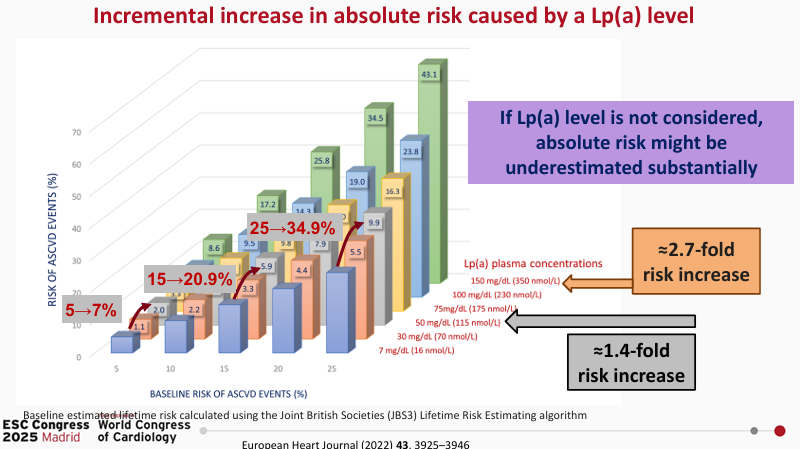 Incremental increase in absolute risk caused by a Lp(a) level
If Lp(a) level is not considered,
absolute risk might be
underestimated substantially
RISK OF ASCVD EVENTS (%)
70
60
50
40
30
20
10
0
43.1
34.5
25.8
17.2
8.6
23.8
19.0
14.3
9.5
16.3
9.8
9.9
7.9
5.9
2.0
5.5
4.4
3.3
2.2
1.1
25→34.9%
15→20.9%
5→7%
5
10
15
20
25
BASELINE RISK OF ASCVD EVENTS (%)
Lp(a) plasma concentrations
150 mg/dL (350 nmol/L)
100 mg/dL (230 nmol/L)
75mg/dL (175 nmol/L)
50 mg/dL (115 nmol/L)
30 mg/dL (70 nmol/L)
7 mg/dL (16 nmol/L)
≈2.7-fold
risk increase
≈1.4-fold
risk increase
Baseline estimated lifetime risk calculated using the Joint British Societies (JBS3) Lifetime Risk Estimating algorithm
ESC Congress
2025 Madrid
World Congress
of Cardiology
European Heart Journal (2022) 43, 3925–3946